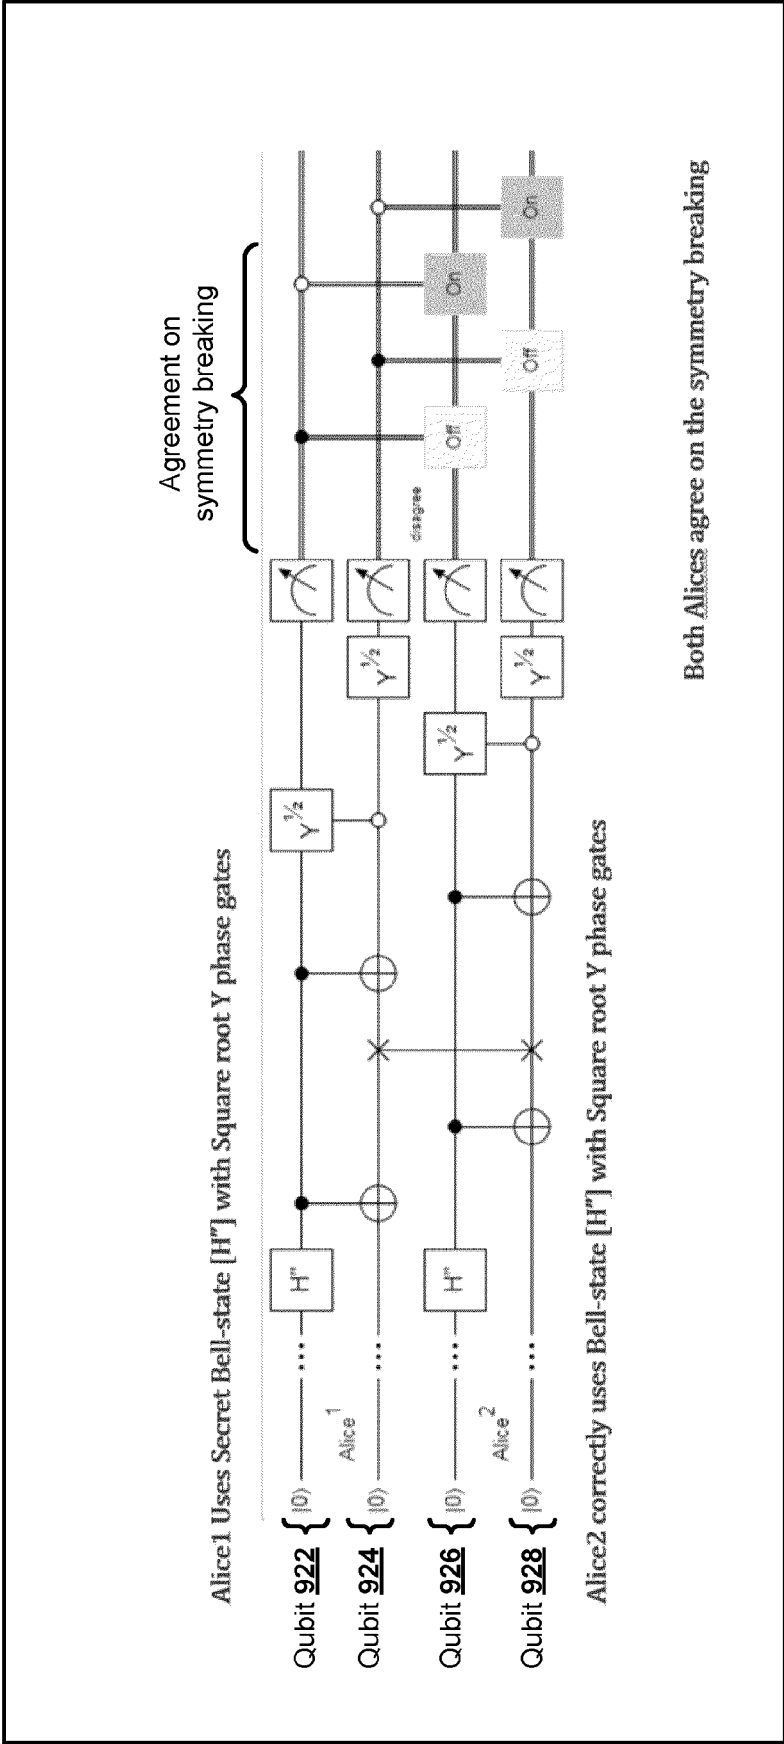 Alice1 Uses Secret Bell-state [H"] with Square root Y phase gates
Agreement on
symmetry breaking
Qubit 922 |0⟩ ... H" Y½
Alice¹
Qubit 924 |0⟩ ... Y½
disagree
Qubit 926 |0⟩ ... H" Y½ Off On
Alice²
Qubit 928 |0⟩ ... Y½ Off On
Alice2 correctly uses Bell-state [H"] with Square root Y phase gates
Both Alices agree on the symmetry breaking